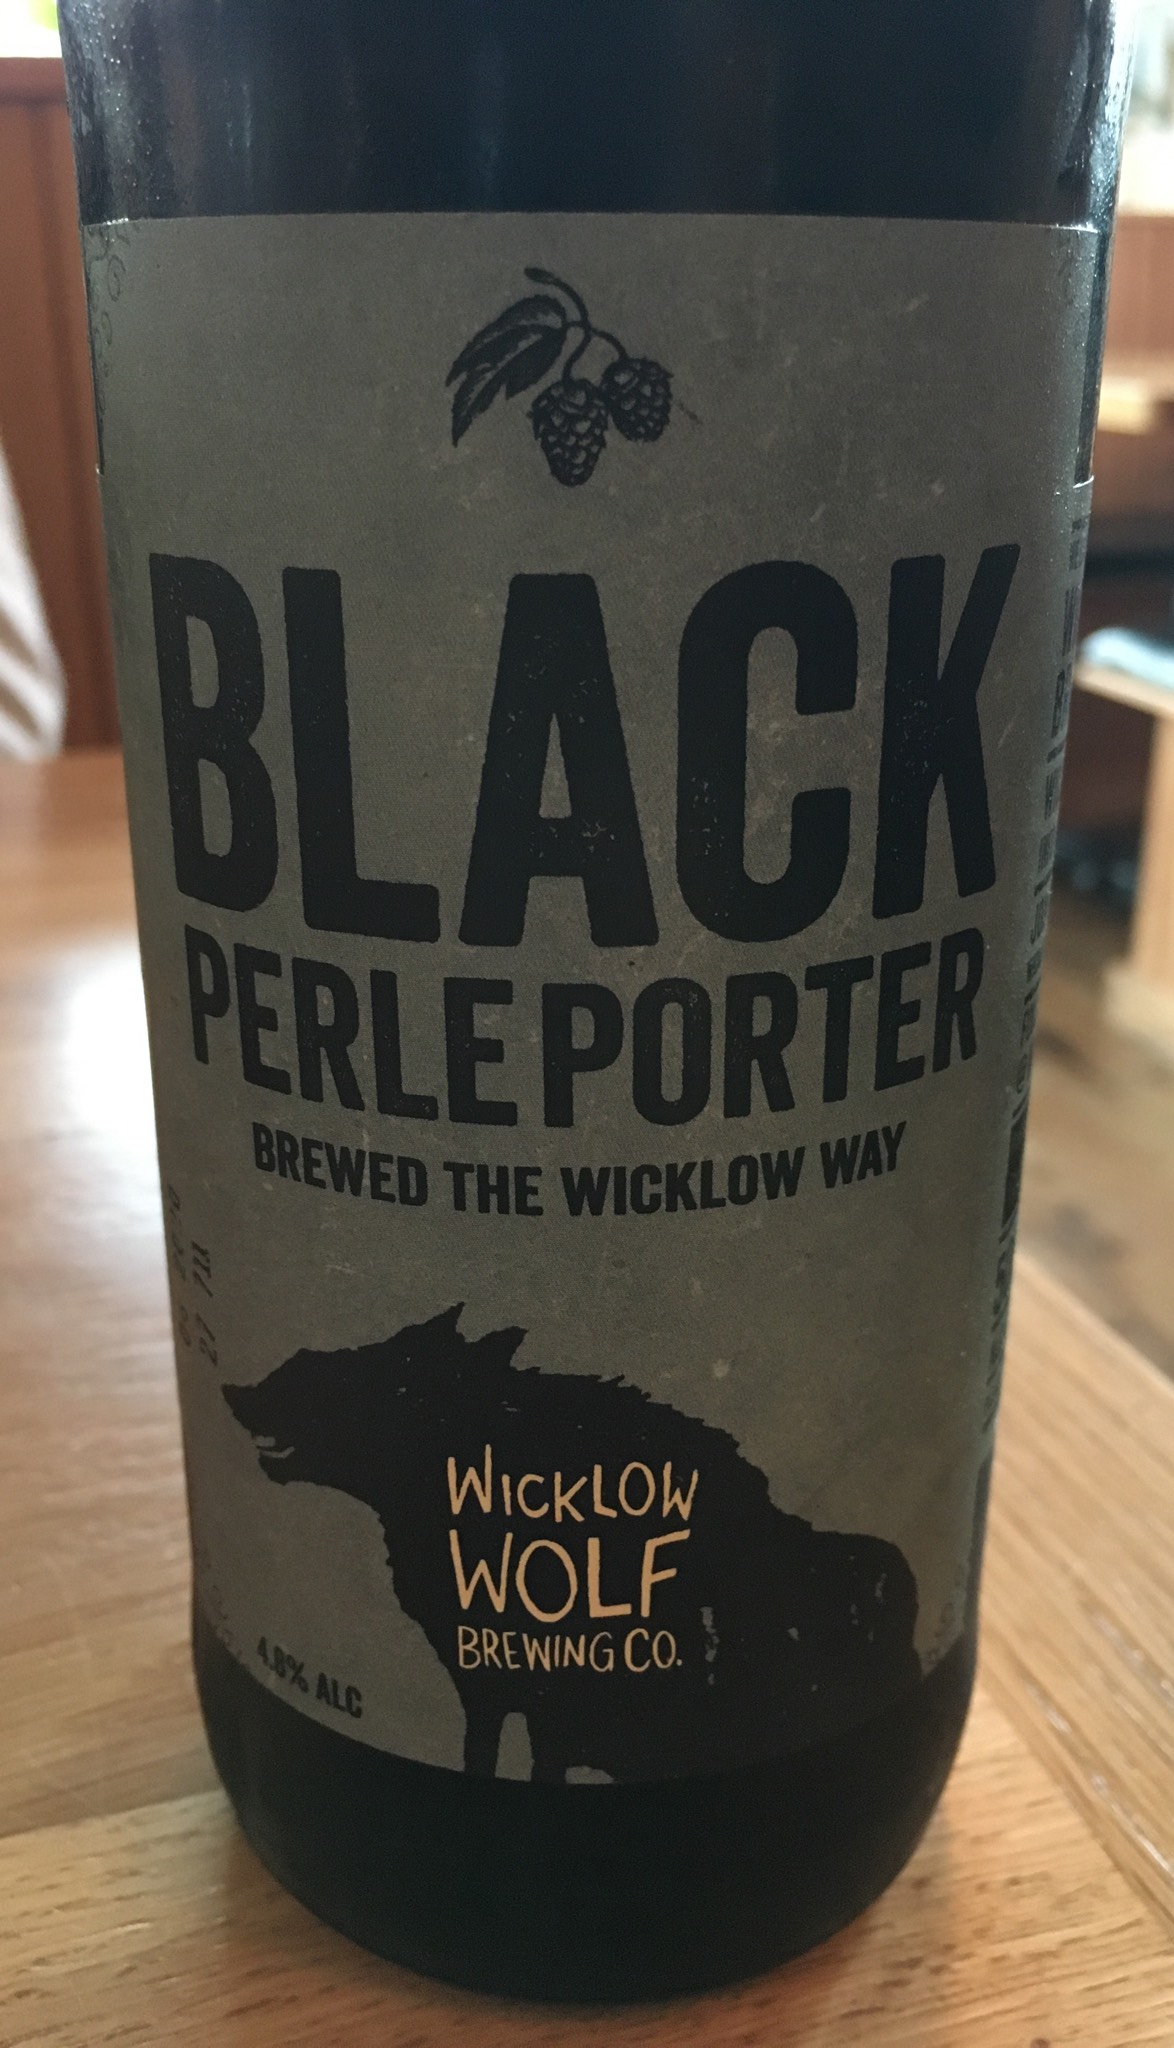 BLACK
PERLE PORTER
BREWED THE WICKLOW WAY
WICKLOW
WOLF
BREWING CO.
4.8% ALC